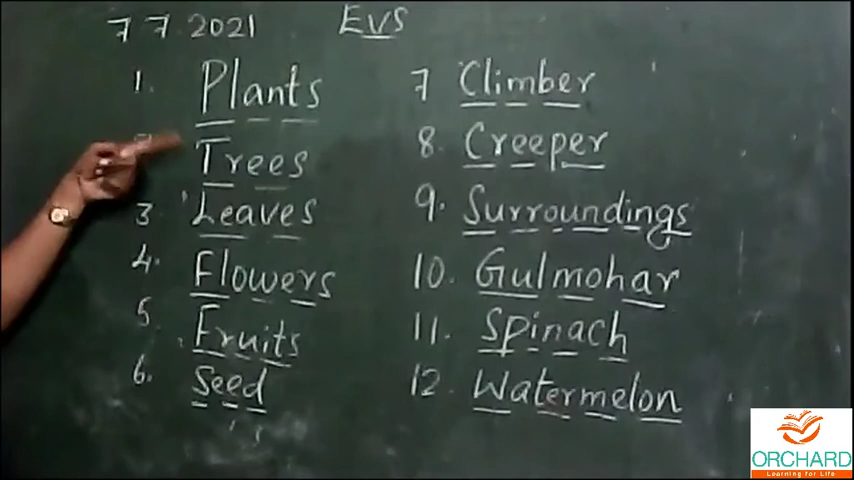 7 7 2021 EVS
1. Plants
2 Trees
3 Leaves
4. Flowers
5 Fruits
6. Seed
7 Climber
8. Creeper
9. Surroundings
10. Gulmohar
11. Spinach
12. Watermelon
ORCHARD
Learning for Life